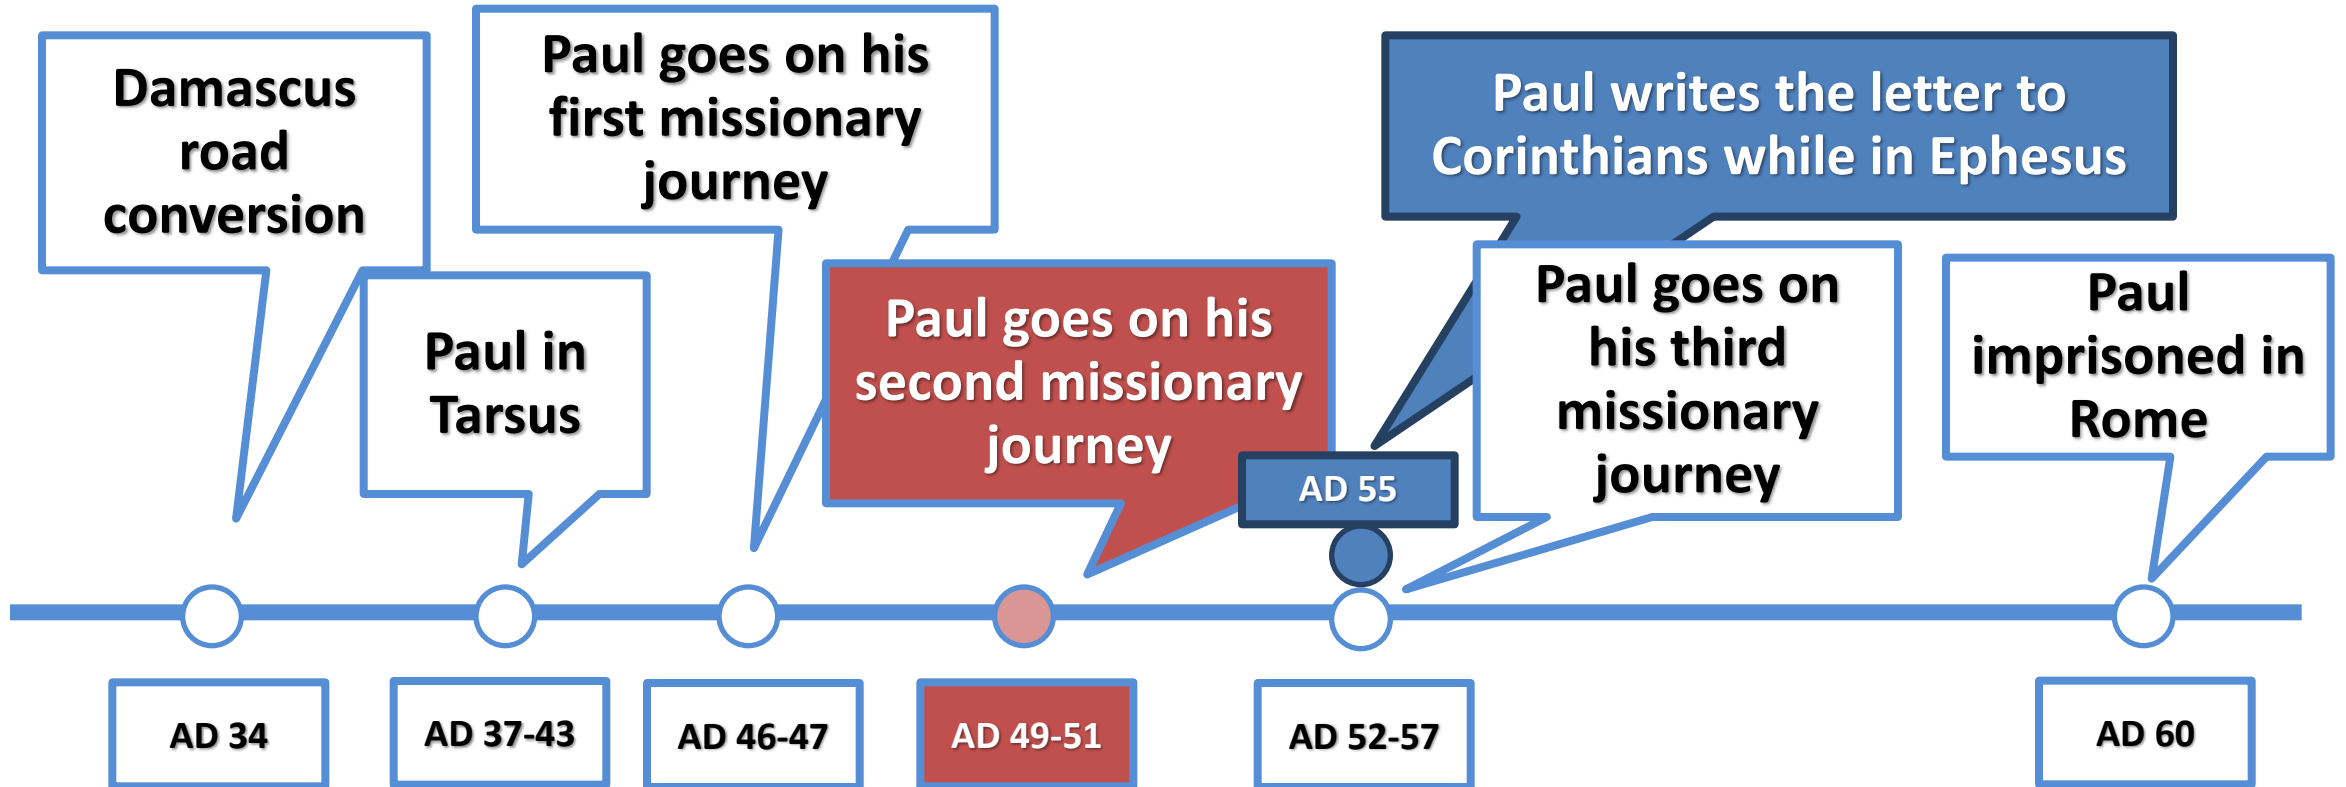 Damascus
road
conversion
Paul in
Tarsus
Paul goes on his
first missionary
journey
Paul goes on his
second missionary
journey
Paul writes the letter to
Corinthians while in Ephesus
AD 55
Paul goes on
his third
missionary
journey
Paul
imprisoned in
Rome
AD 34
AD 37-43
AD 46-47
AD 49-51
AD 52-57
AD 60